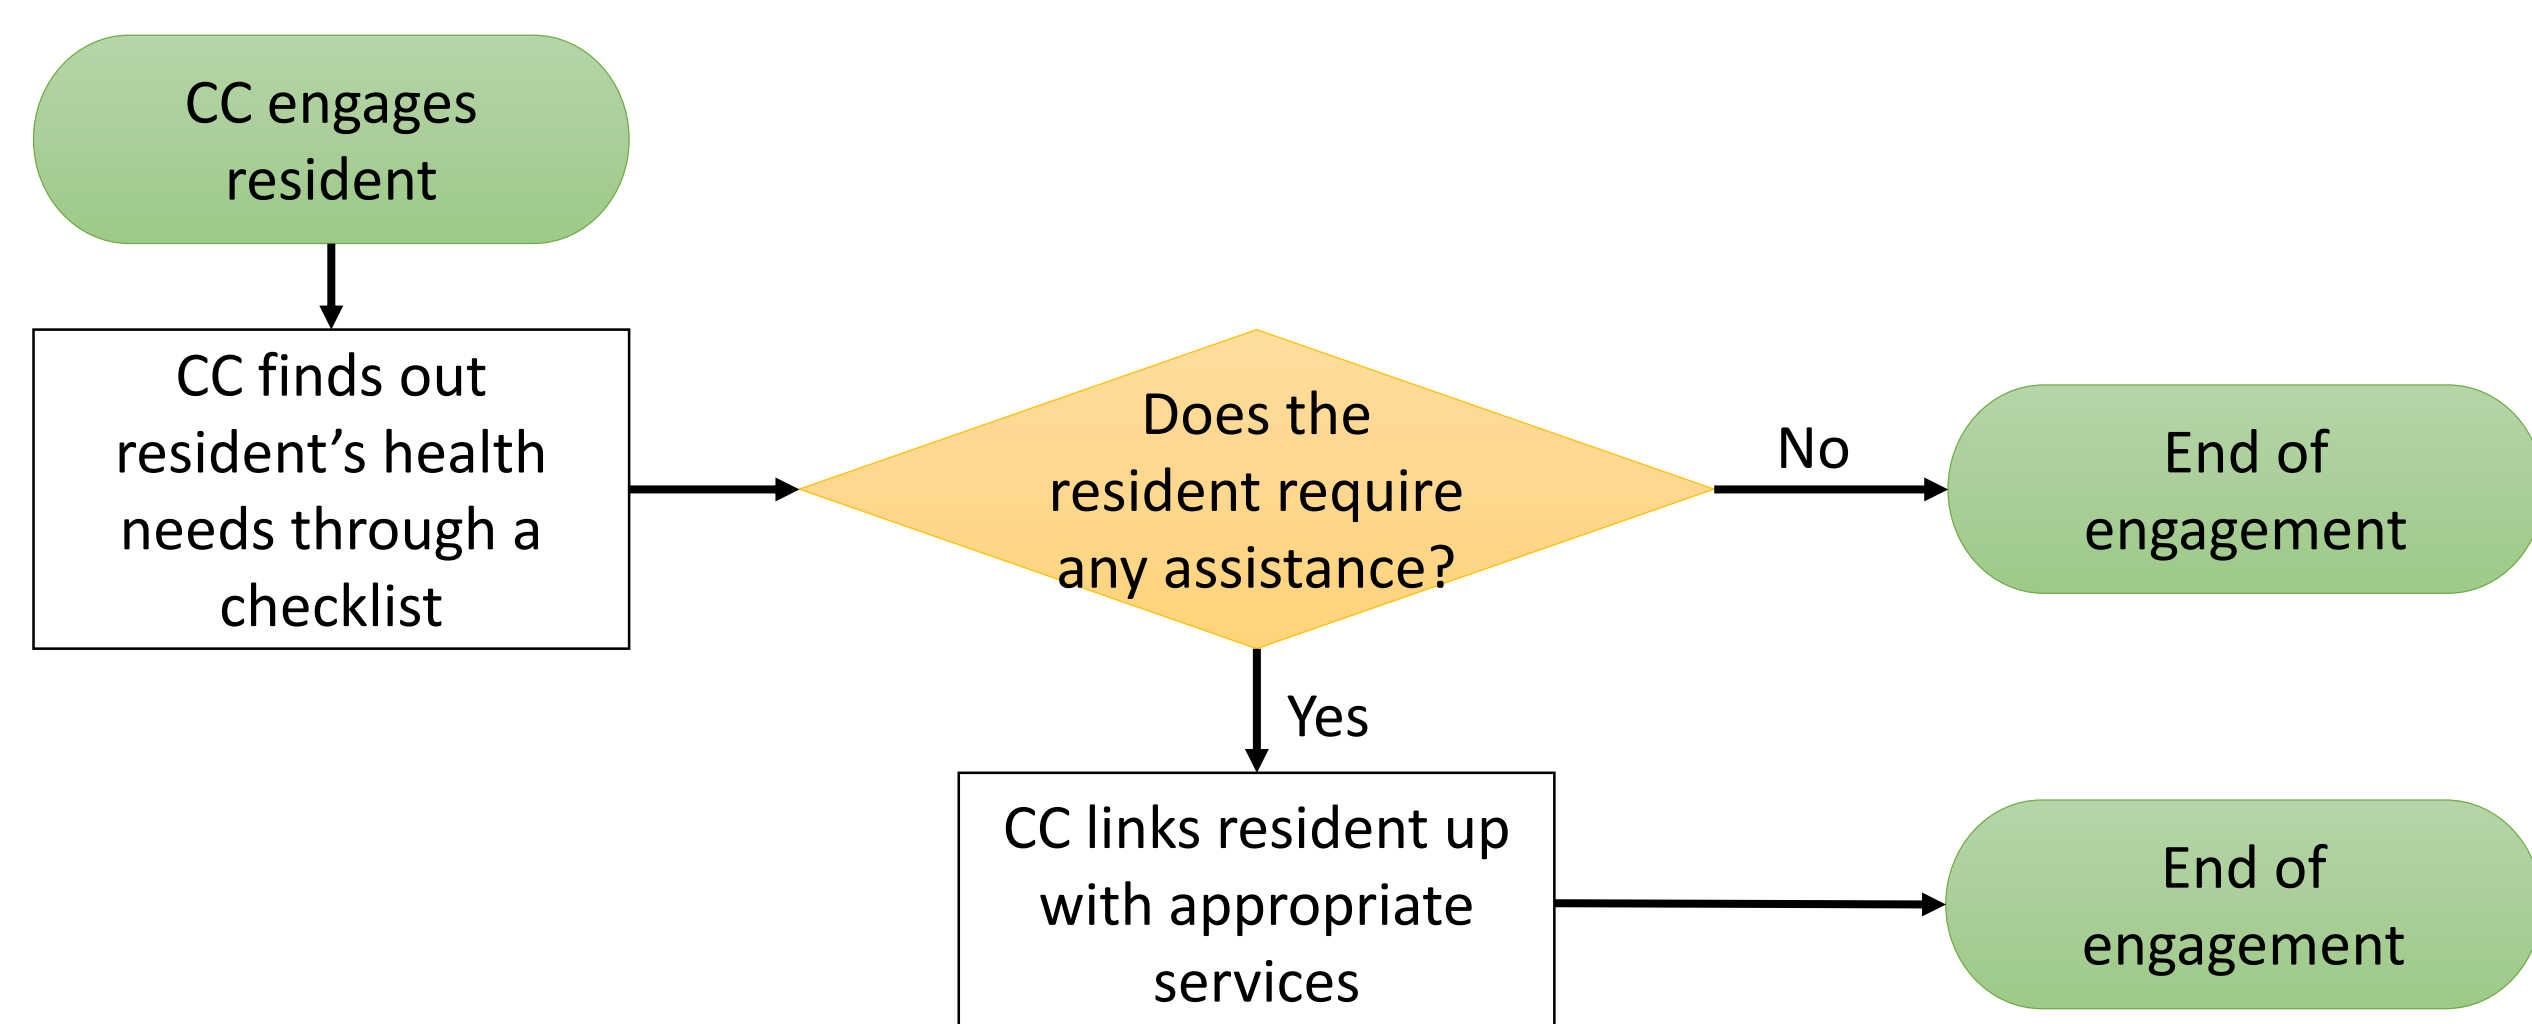 CC engages
resident
CC finds out
resident’s health
needs through a
checklist
Does the
resident require
any assistance?
No
End of
engagement
Yes
CC links resident up
with appropriate
services
End of
engagement